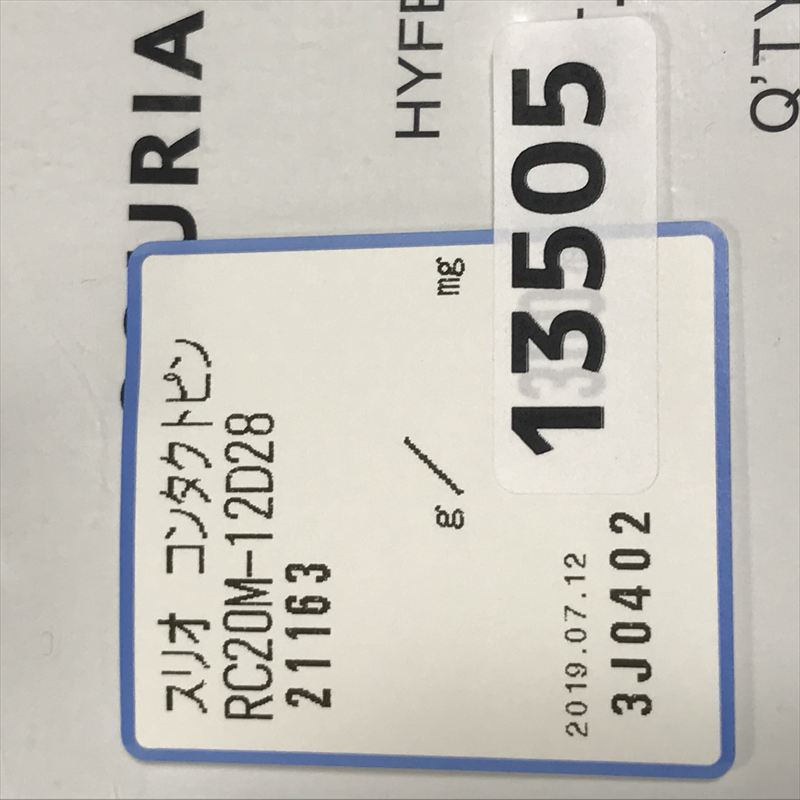 URIA
HYFE
Q'TY
スリオ コンタクトピン
RC20M-12D28
21163
g/ mg
13505
2019.07.12
3J0402